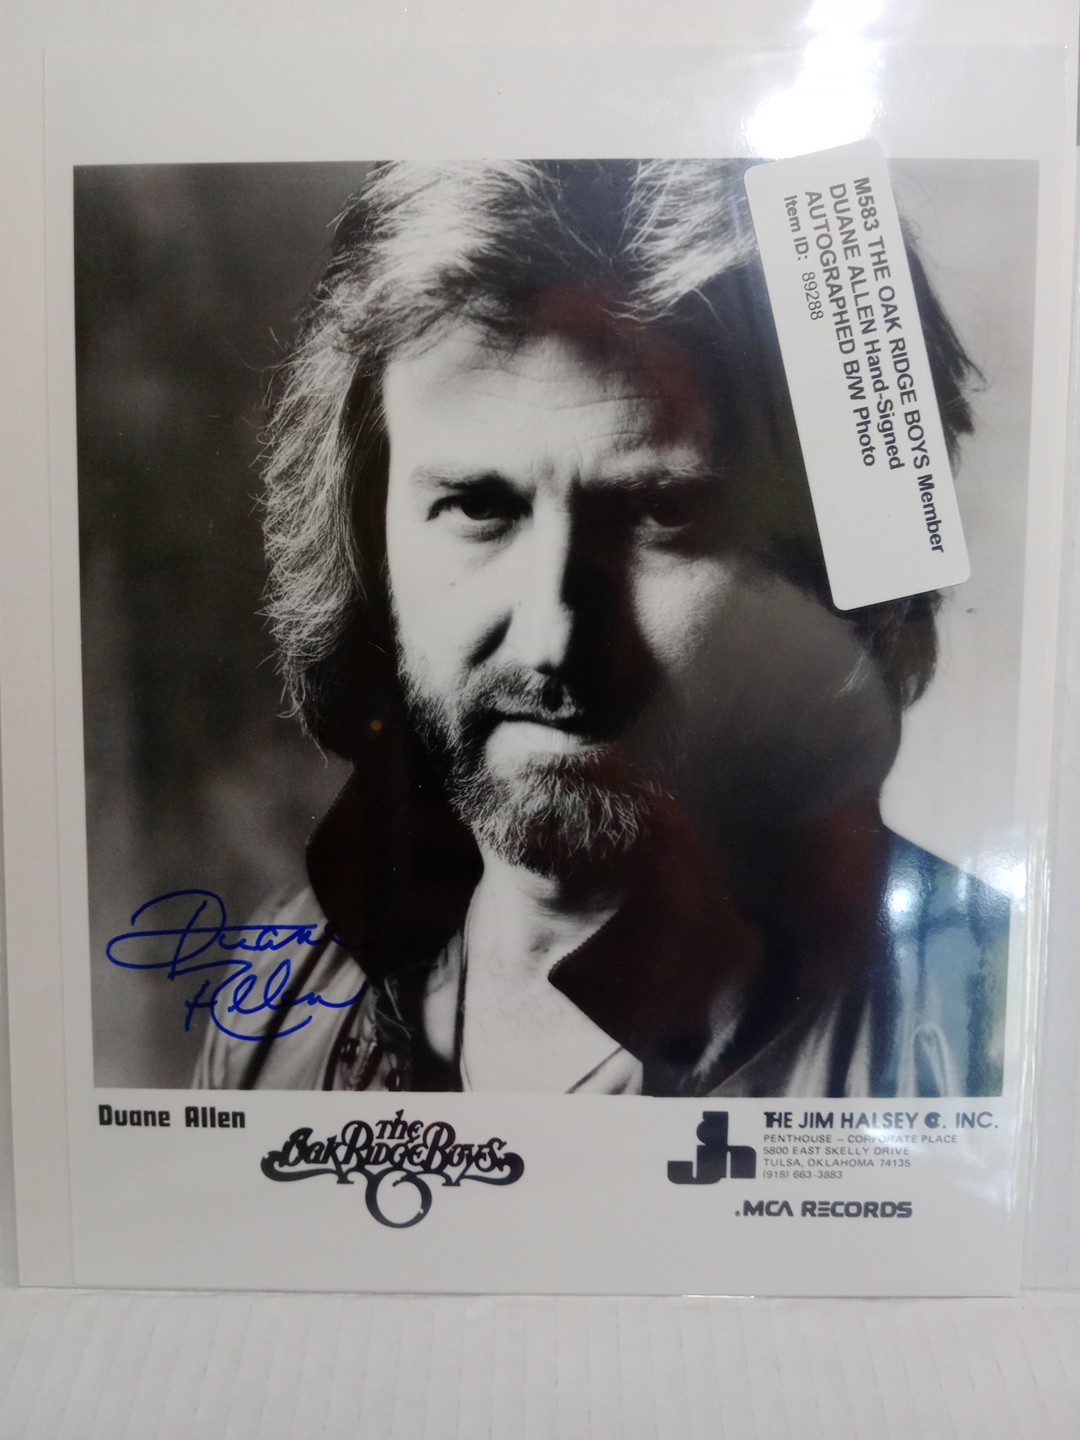 M583 THE OAK RIDGE BOYS Member
DUANE ALLEN Hand-Signed
AUTOGRAPHED B/W Photo
Item ID: 89288
Duane
Allen
Duane Allen
The
Oak Ridge Boys
jh
THE JIM HALSEY CO. INC.
PENTHOUSE – CORPORATE PLACE
5800 EAST SKELLY DRIVE
TULSA, OKLAHOMA 74135
(918) 663-3883
MCA RECORDS